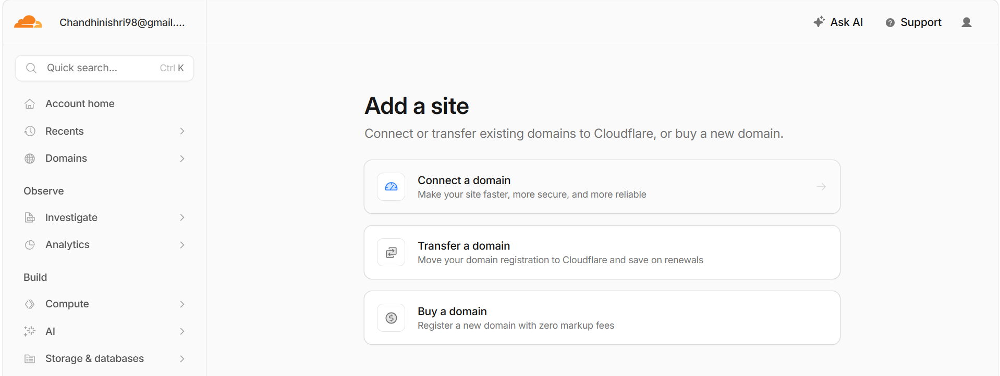 Chandhinishri98@gmail....
Ask AI
Support
Quick search...
Ctrl K
Account home
Recents
Domains
Observe
Investigate
Analytics
Build
Compute
AI
Storage & databases
Add a site
Connect or transfer existing domains to Cloudflare, or buy a new domain.
Connect a domain
Make your site faster, more secure, and more reliable
Transfer a domain
Move your domain registration to Cloudflare and save on renewals
Buy a domain
Register a new domain with zero markup fees